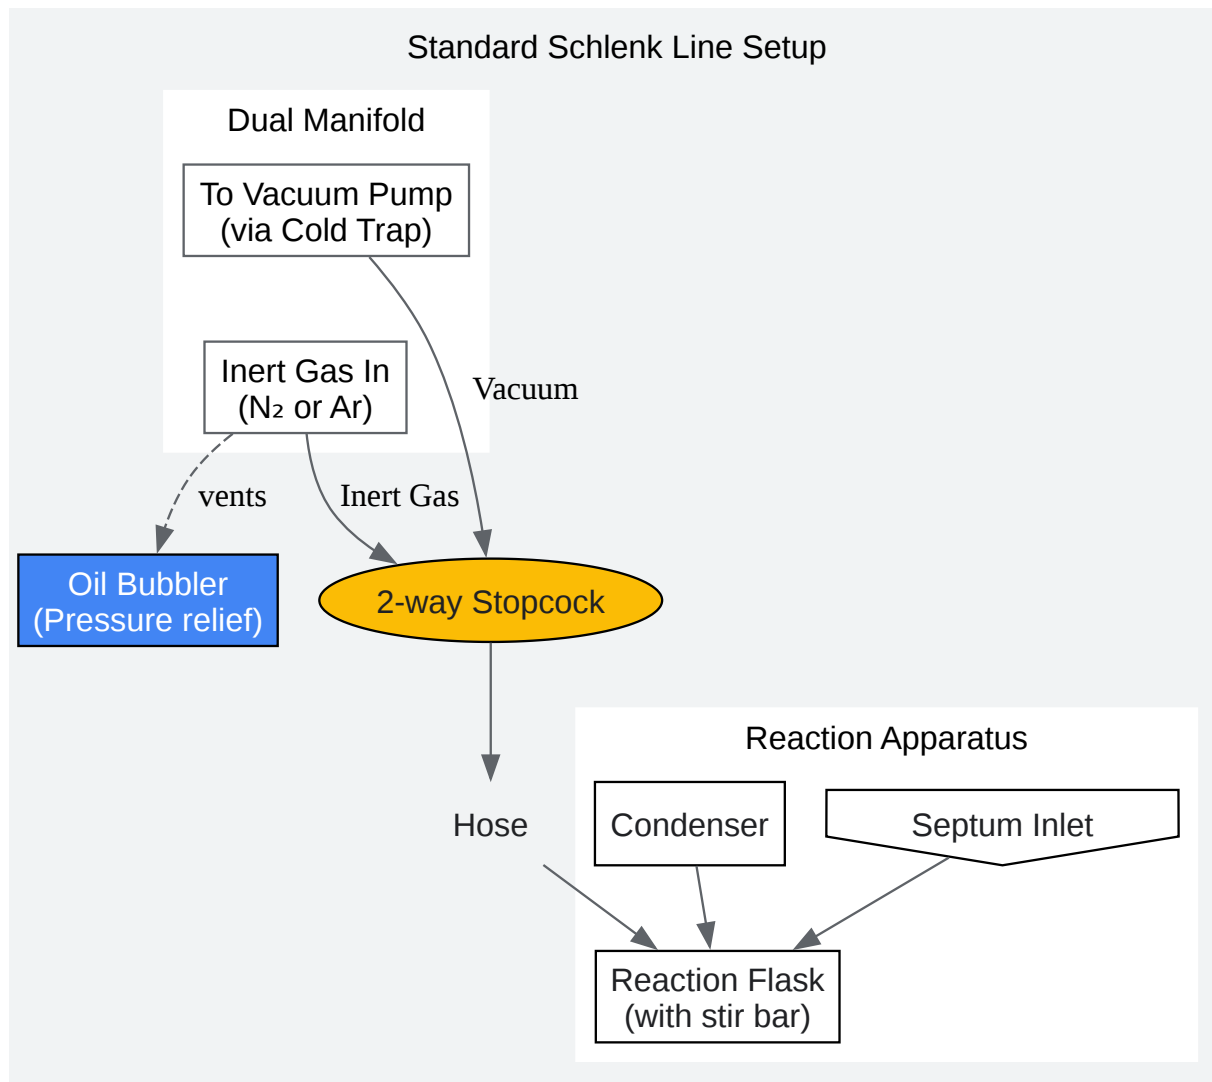 Standard Schlenk Line Setup
Dual Manifold
To Vacuum Pump
(via Cold Trap)
Inert Gas In
(N₂ or Ar)
Vacuum
vents
Inert Gas
Oil Bubbler
(Pressure relief)
2-way Stopcock
Reaction Apparatus
Hose
Condenser
Septum Inlet
Reaction Flask
(with stir bar)